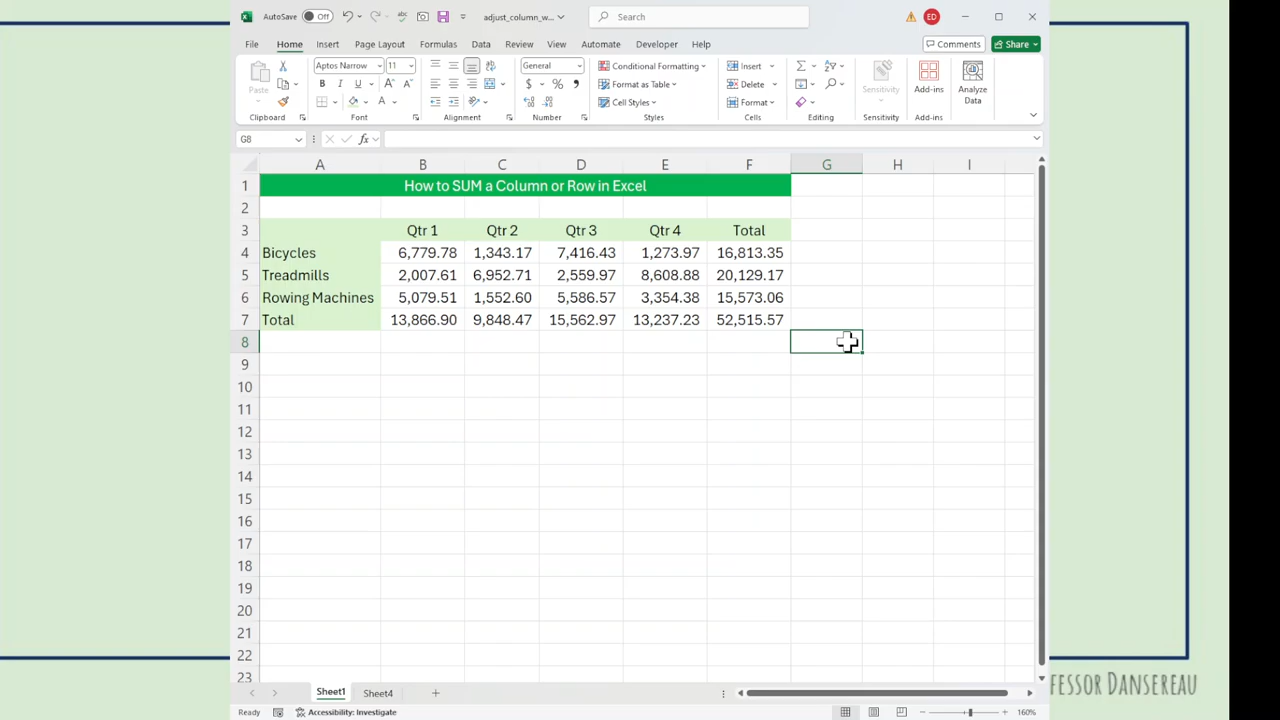 AutoSave Off adjust_column_w... Search ED
File Home Insert Page Layout Formulas Data Review View Automate Developer Help Comments Share
Paste Aptos Narrow 11 General Conditional Formatting Insert Sensitivity Add-ins Analyze Data
B I U A A $ % , Format as Table Delete
A Cell Styles Format
Clipboard Font Alignment Number Styles Cells Editing Sensitivity Add-ins
G8 fx
A B C D E F G H I
1 How to SUM a Column or Row in Excel
2
3 Qtr 1 Qtr 2 Qtr 3 Qtr 4 Total
4 Bicycles 6,779.78 1,343.17 7,416.43 1,273.97 16,813.35
5 Treadmills 2,007.61 6,952.71 2,559.97 8,608.88 20,129.17
6 Rowing Machines 5,079.51 1,552.60 5,586.57 3,354.38 15,573.06
7 Total 13,866.90 9,848.47 15,562.97 13,237.23 52,515.57
8
9
10
11
12
13
14
15
16
17
18
19
20
21
22
23
Sheet1 Sheet4 +
FESSOR DANSEREAU
Ready Accessibility: Investigate 160%